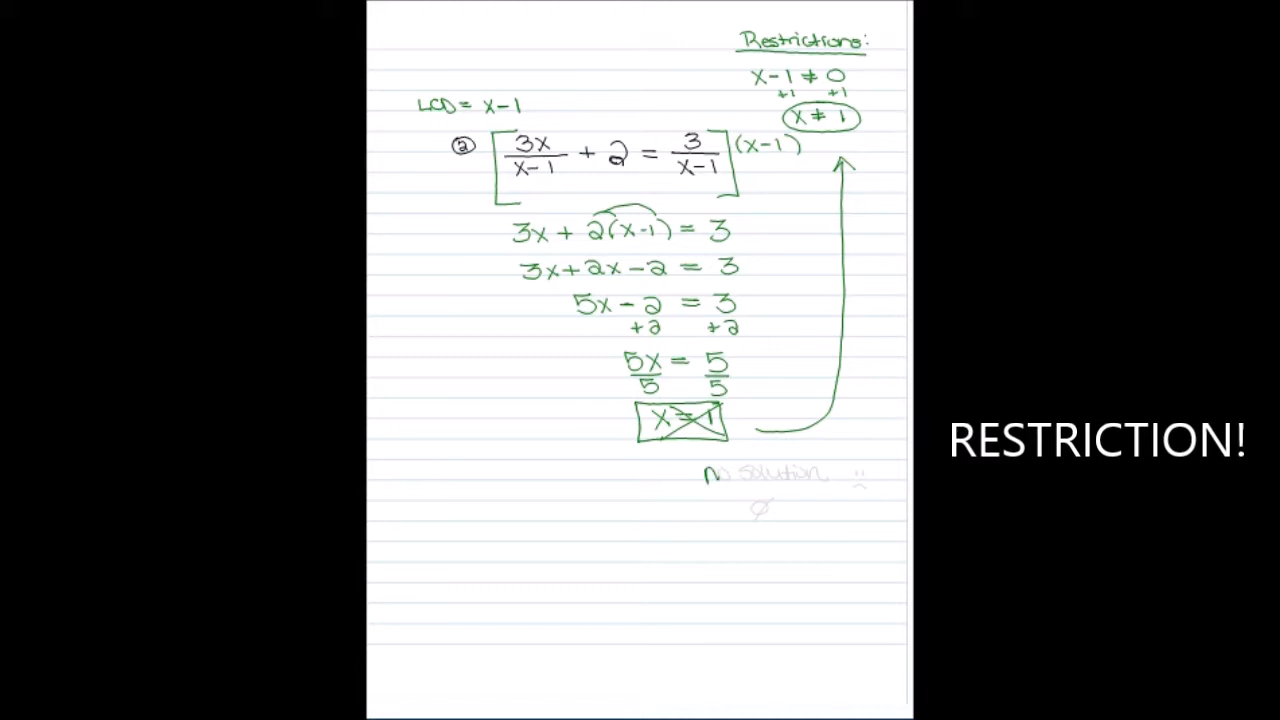 Restrictions:
x-1 ≠ 0
+1 +1
x ≠ 1
LCD = x-1
② [3x/(x-1) + 2 = 3/(x-1)] (x-1)
3x + 2(x-1) = 3
3x+2x-2 = 3
5x - 2 = 3
+2 +2
5x/5 = 5/5
x = 1
RESTRICTION!
no solution :(
∅